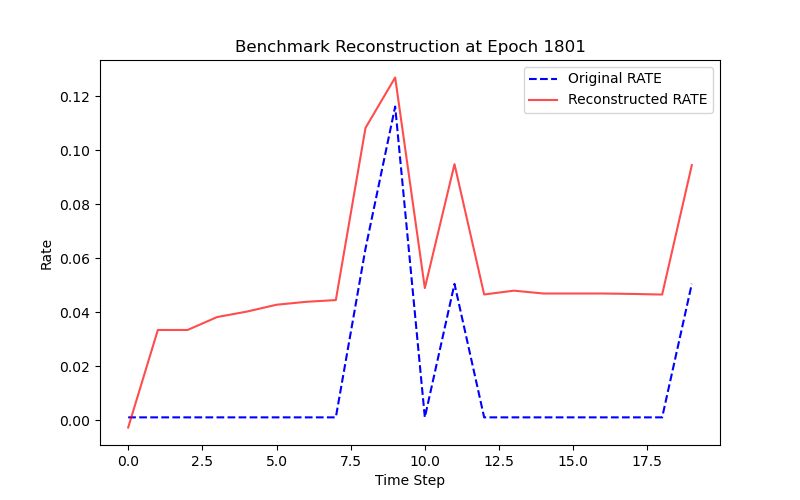 Benchmark Reconstruction at Epoch 1801
Original RATE
Reconstructed RATE
Rate
0.12
0.10
0.08
0.06
0.04
0.02
0.00
0.0 2.5 5.0 7.5 10.0 12.5 15.0 17.5
Time Step